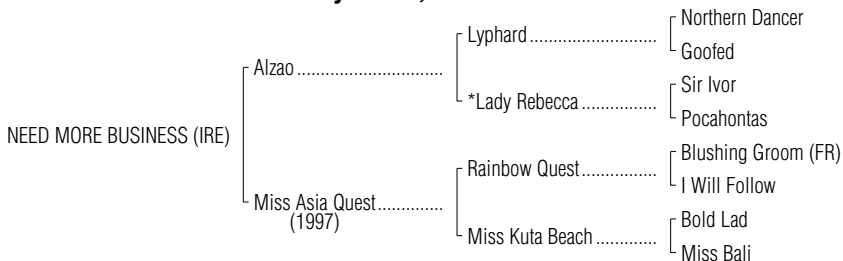 Northern Dancer
Lyphard
Goofed
Alzao
Sir Ivor
*Lady Rebecca
Pocahontas
NEED MORE BUSINESS (IRE)
Blushing Groom (FR)
Rainbow Quest
I Will Follow
Miss Asia Quest
(1997)
Bold Lad
Miss Kuta Beach
Miss Bali